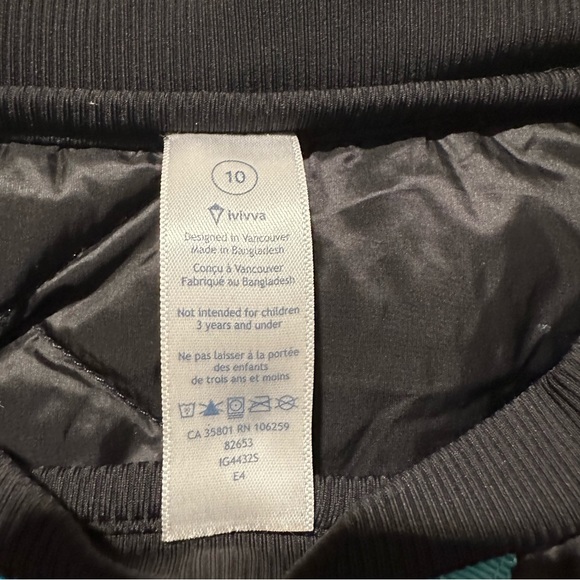 10
ivivva
Designed in Vancouver
Made in Bangladesh
Conçu à Vancouver
Fabriqué au Bangladesh
Not intended for children
3 years and under
Ne pas laisser à la portée
des enfants
de trois ans et moins
CA 35801 RN 106259
82653
IG4432S
E4